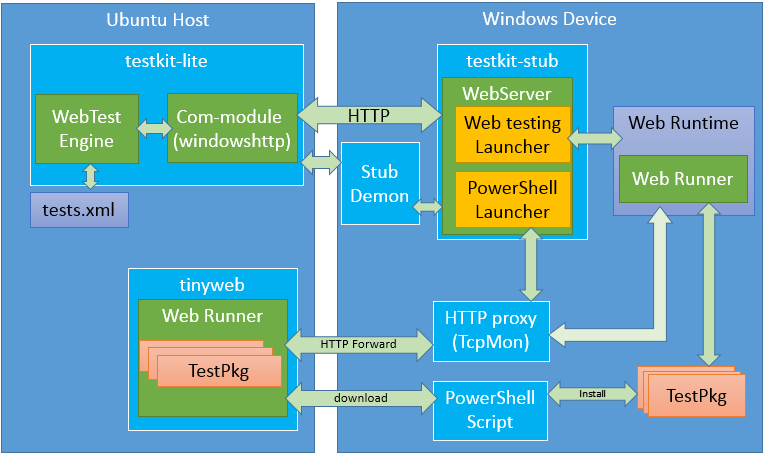 Ubuntu Host
Windows Device
testkit-lite
testkit-stub
WebTest
Engine
Com-module
(windowshttp)
HTTP
WebServer
Web testing
Launcher
PowerShell
Launcher
Web Runtime
Web Runner
Stub
Demon
tests.xml
tinyweb
Web Runner
TestPkg
HTTP Forward
HTTP proxy
(TcpMon)
download
PowerShell
Script
Install
TestPkg